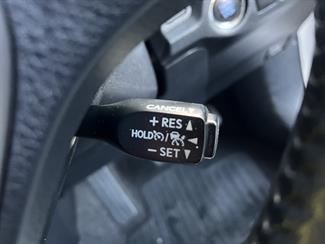 CANCEL
+ RES
HOLD /
− SET